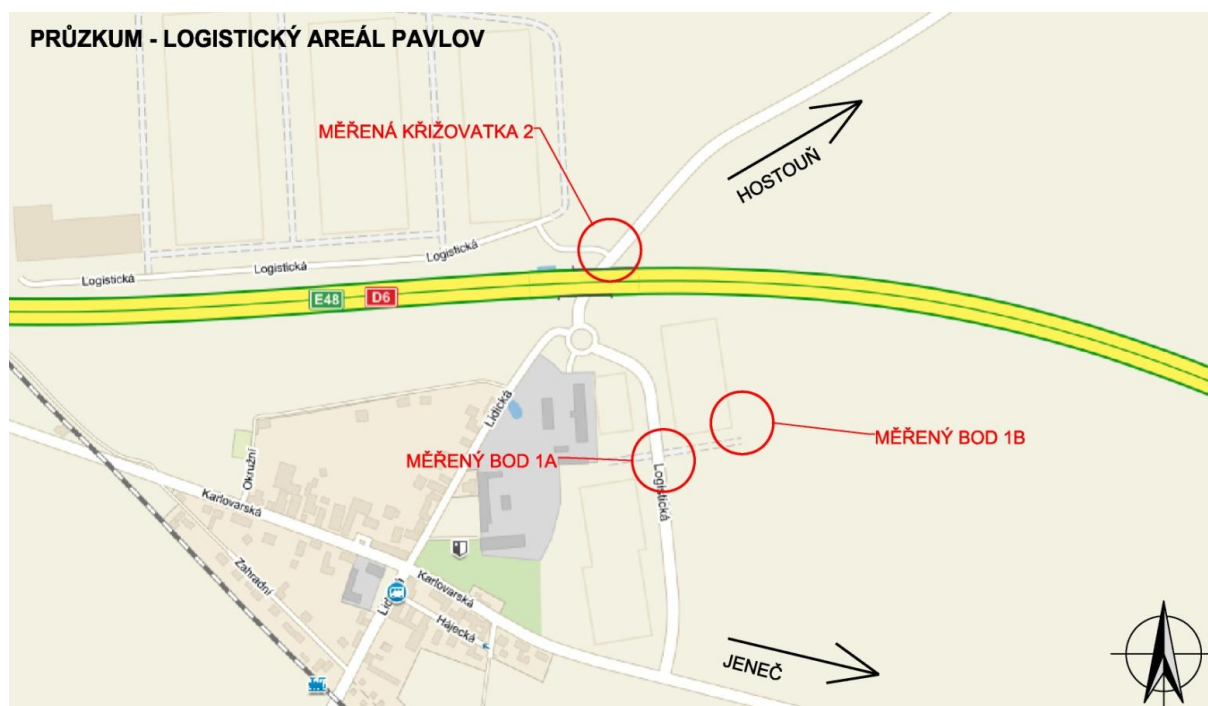 PRŮZKUM - LOGISTICKÝ AREÁL PAVLOV
MĚŘENÁ KŘIŽOVATKA 2
HOSTOUŇ
Logistická
Logistická
Logistická
Logistická
E48
D6
Lidická
MĚŘENÝ BOD 1B
MĚŘENÝ BOD 1A
Logistická
Okružní
Karlovarská
Zahradní
Karlovarská
Hájecká
JENEČ